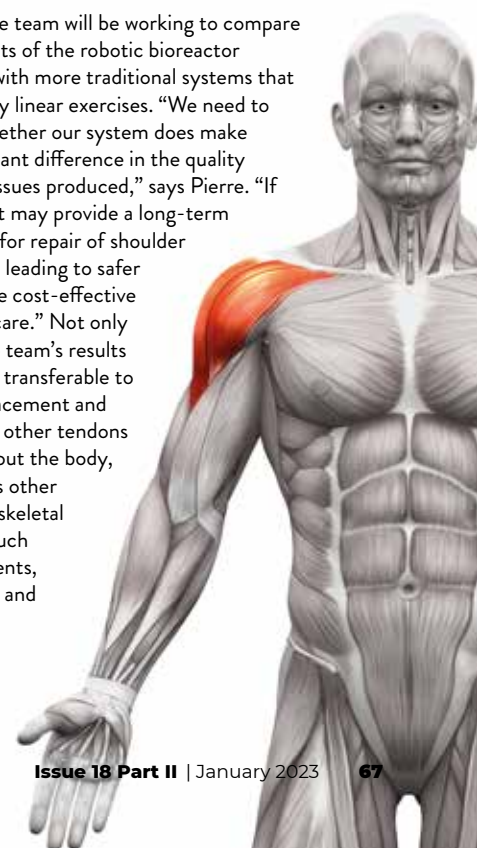 e team will be working to compare
ts of the robotic bioreactor
with more traditional systems that
y linear exercises. “We need to
ether our system does make
ant difference in the quality
issues produced,” says Pierre. “If
t may provide a long-term
for repair of shoulder
leading to safer
e cost-effective
care.” Not only
team’s results
transferable to
acement and
other tendons
out the body,
s other
skeletal
uch
ents,
and
Issue 18 Part II | January 2023 67